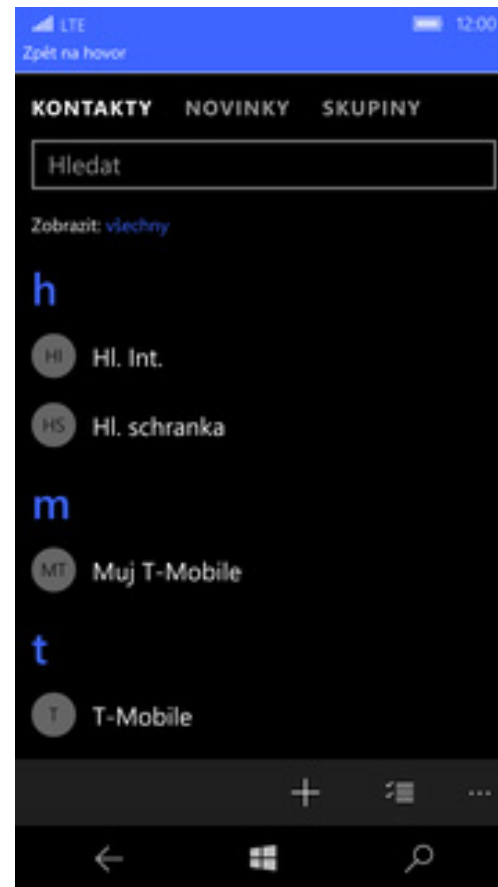 LTE 12:00
Zpět na hovor
KONTAKTY NOVINKY SKUPINY
Hledat
Zobrazit: všechny
h
HI Hl. Int.
HS Hl. schranka
m
MT Muj T-Mobile
t
T T-Mobile